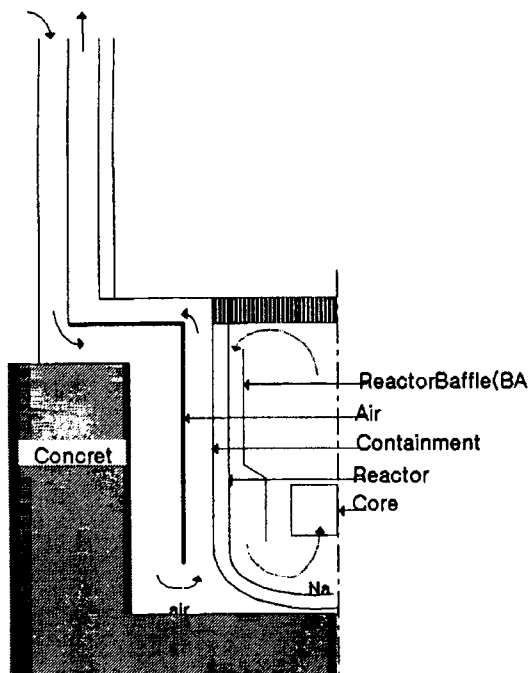 ReactorBaffle(BA
Air
Containment
Concret
Reactor
Core
Na
air